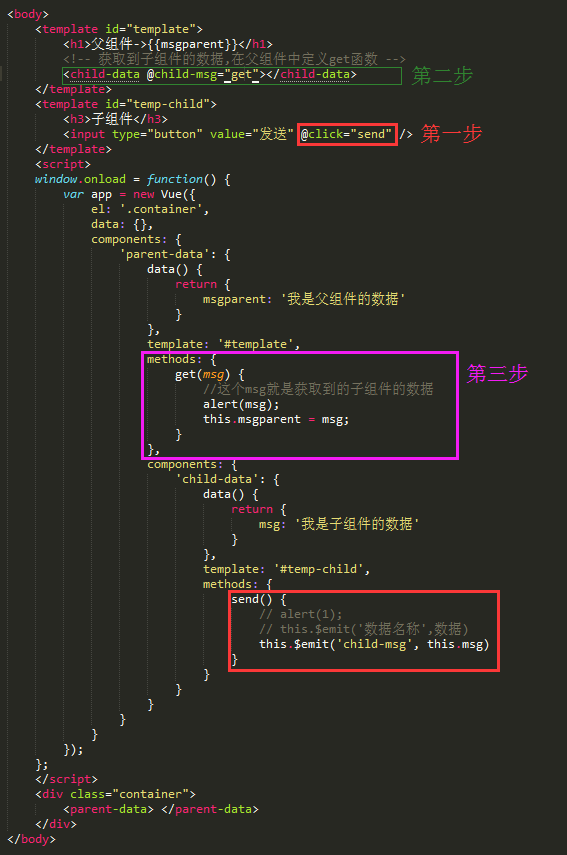 <body>
<template id="template">
<h1>父组件->{{msgparent}}</h1>
<!-- 获取到子组件的数据,在父组件中定义get函数 -->
<child-data @child-msg="get"></child-data> 第二步
</template>
<template id="temp-child">
<h3>子组件</h3>
<input type="button" value="发送" @click="send" /> 第一步
</template>
<script>
window.onload = function() {
var app = new Vue({
el: '.container',
data: {},
components: {
'parent-data': {
data() {
return {
msgparent: '我是父组件的数据'
}
},
template: '#template',
methods: {
get(msg) { 第三步
//这个msg就是获取到的子组件的数据
alert(msg);
this.msgparent = msg;
}
},
components: {
'child-data': {
data() {
return {
msg: '我是子组件的数据'
}
},
template: '#temp-child',
methods: {
send() {
// alert(1);
// this.$emit('数据名称',数据)
this.$emit('child-msg', this.msg)
}
}
}
}
}
}
});
};
</script>
<div class="container">
<parent-data> </parent-data>
</div>
</body>